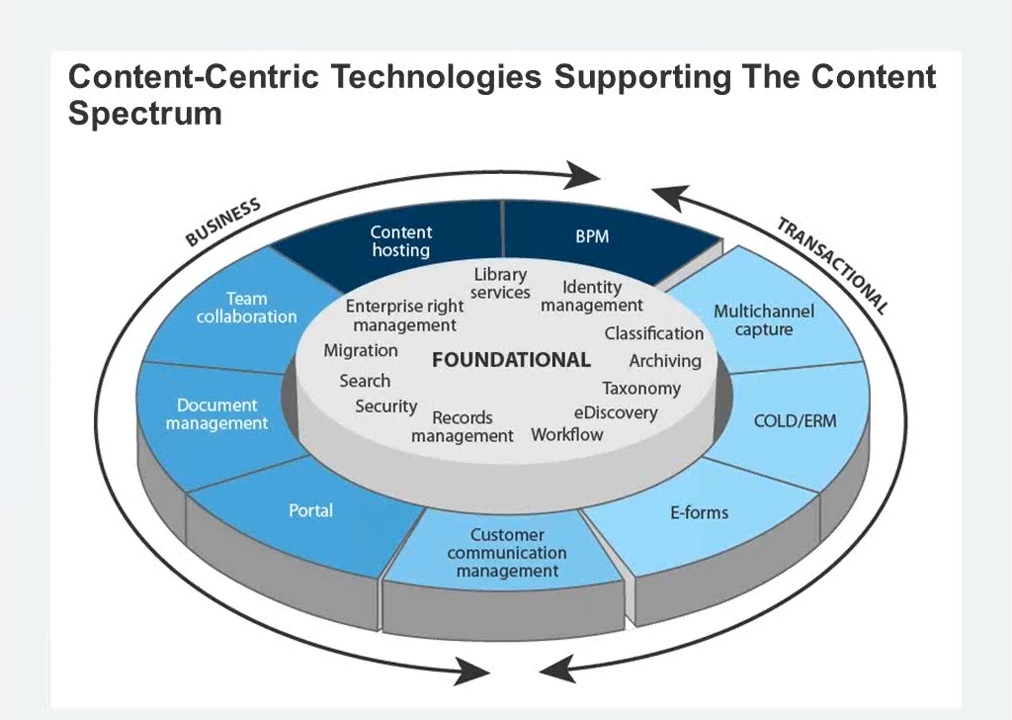 Content-Centric Technologies Supporting The Content
Spectrum
BUSINESS
TRANSACTIONAL
Content
hosting
BPM
Team
collaboration
Multichannel
capture
Document
management
COLD/ERM
Portal
E-forms
Customer
communication
management
Library
services
Identity
management
Enterprise right
management
Classification
Migration
FOUNDATIONAL
Archiving
Search
Taxonomy
Security
eDiscovery
Records
management
Workflow